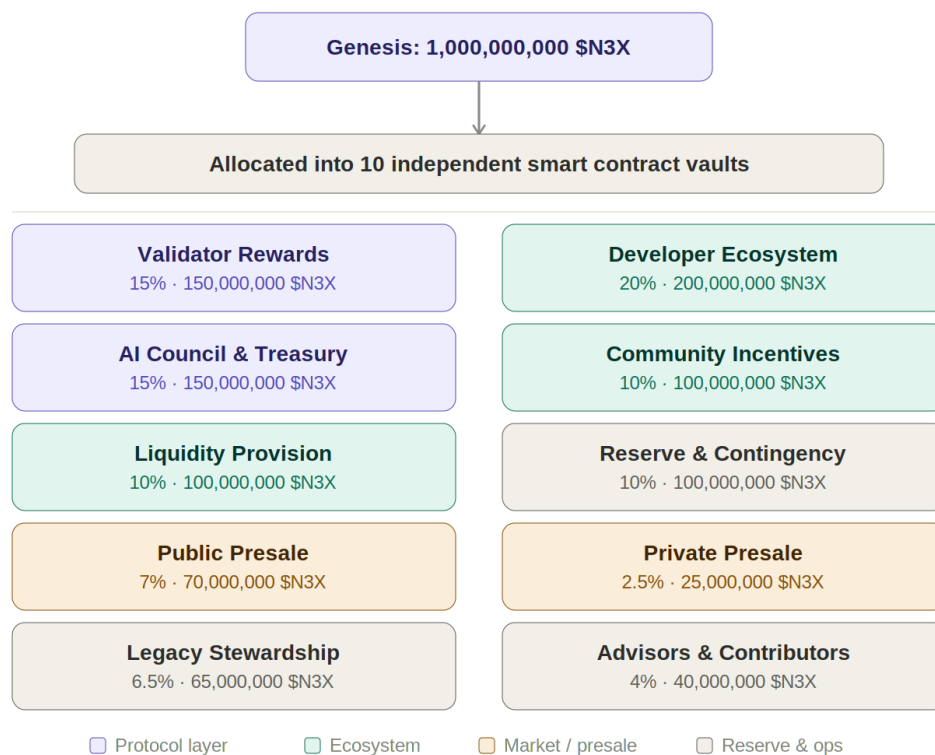 Genesis: 1,000,000,000 $N3X
Allocated into 10 independent smart contract vaults
Validator Rewards
15% · 150,000,000 $N3X
Developer Ecosystem
20% · 200,000,000 $N3X
AI Council & Treasury
15% · 150,000,000 $N3X
Community Incentives
10% · 100,000,000 $N3X
Liquidity Provision
10% · 100,000,000 $N3X
Reserve & Contingency
10% · 100,000,000 $N3X
Public Presale
7% · 70,000,000 $N3X
Private Presale
2.5% · 25,000,000 $N3X
Legacy Stewardship
6.5% · 65,000,000 $N3X
Advisors & Contributors
4% · 40,000,000 $N3X
Protocol layer
Ecosystem
Market / presale
Reserve & ops